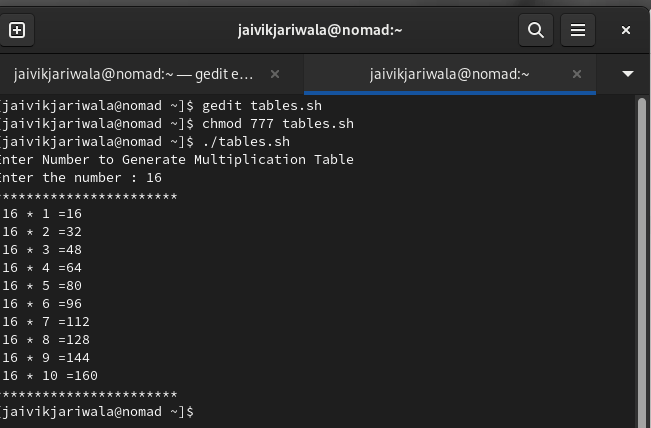 jaivikjariwala@nomad:~
jaivikjariwala@nomad:~ — gedit e...
jaivikjariwala@nomad:~
[jaivikjariwala@nomad ~]$ gedit tables.sh
[jaivikjariwala@nomad ~]$ chmod 777 tables.sh
[jaivikjariwala@nomad ~]$ ./tables.sh
Enter Number to Generate Multiplication Table
Enter the number : 16
***********************
16 * 1 =16
16 * 2 =32
16 * 3 =48
16 * 4 =64
16 * 5 =80
16 * 6 =96
16 * 7 =112
16 * 8 =128
16 * 9 =144
16 * 10 =160
***********************
[jaivikjariwala@nomad ~]$